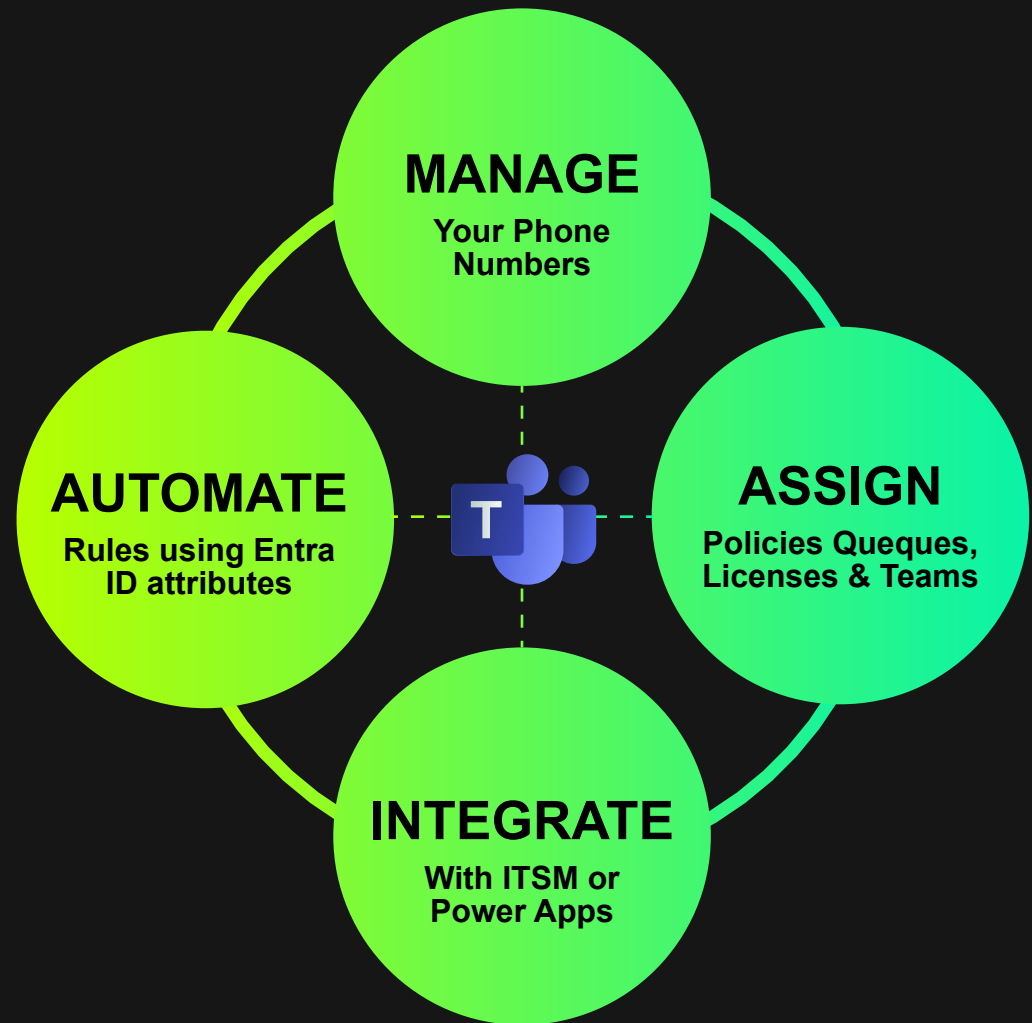 MANAGE
Your Phone
Numbers
AUTOMATE
Rules using Entra
ID attributes
T
ASSIGN
Policies Queques,
Licenses & Teams
INTEGRATE
With ITSM or
Power Apps